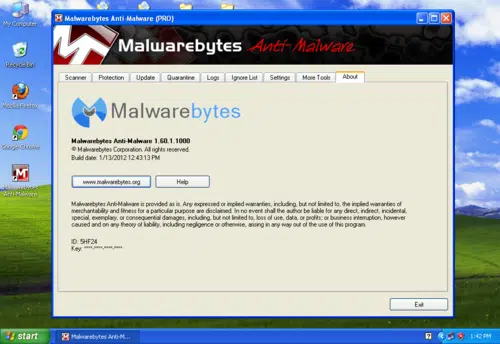 My Computer
Malwarebytes Anti-Malware (PRO)
Malwarebytes Anti-Malware
Scanner Protection Update Quarantine Logs Ignore List Settings More Tools About
Recycle Bin
Malwarebytes
Mozilla Firefox
Malwarebytes Anti-Malware 1.60.1.1000
© Malwarebytes Corporation. All rights reserved.
Build date: 1/13/2012 12:43:13 PM
Google Chrome
www.malwarebytes.org Help
Malwarebytes
Anti-Malware
Malwarebytes Anti-Malware is provided as is. Any expressed or implied warranties, including, but not limited to, the implied warranties of
merchantability and fitness for a particular purpose are disclaimed. In no event shall the author be liable for any direct, indirect, incidental,
special, exemplary, or consequential damages, including, but not limited to, loss of use, data, or profits; or business interruption, however
caused and on any theory of liability, including negligence or otherwise, arising in any way out of the use of this program.
ID: 5HF24
Key: ****-****-****-****
Exit
start Malwarebytes Anti-M... 1:42 PM